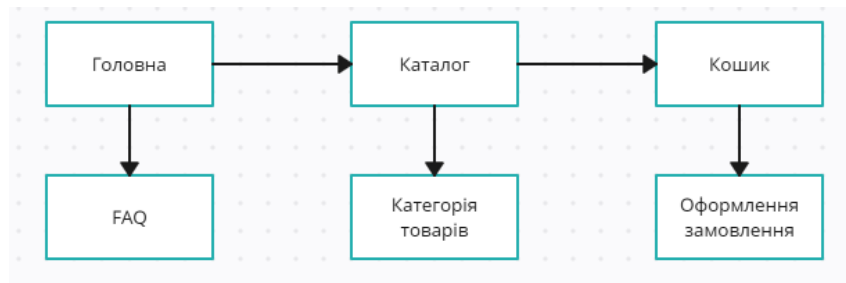 Головна
Каталог
Кошик
FAQ
Категорія
товарів
Оформлення
замовлення